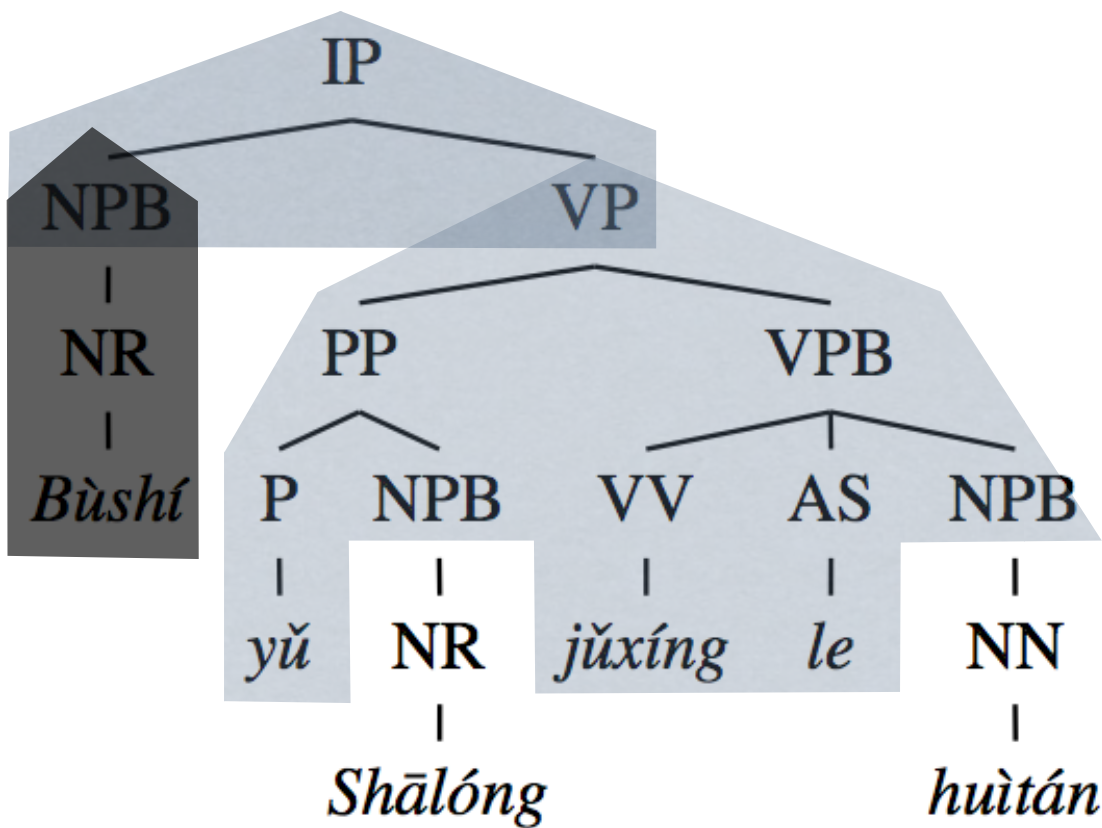 IP
NPB VP
NR PP VPB
Bùshí P NPB VV AS NPB
yǔ NR jǔxíng le NN
Shālóng huìtán